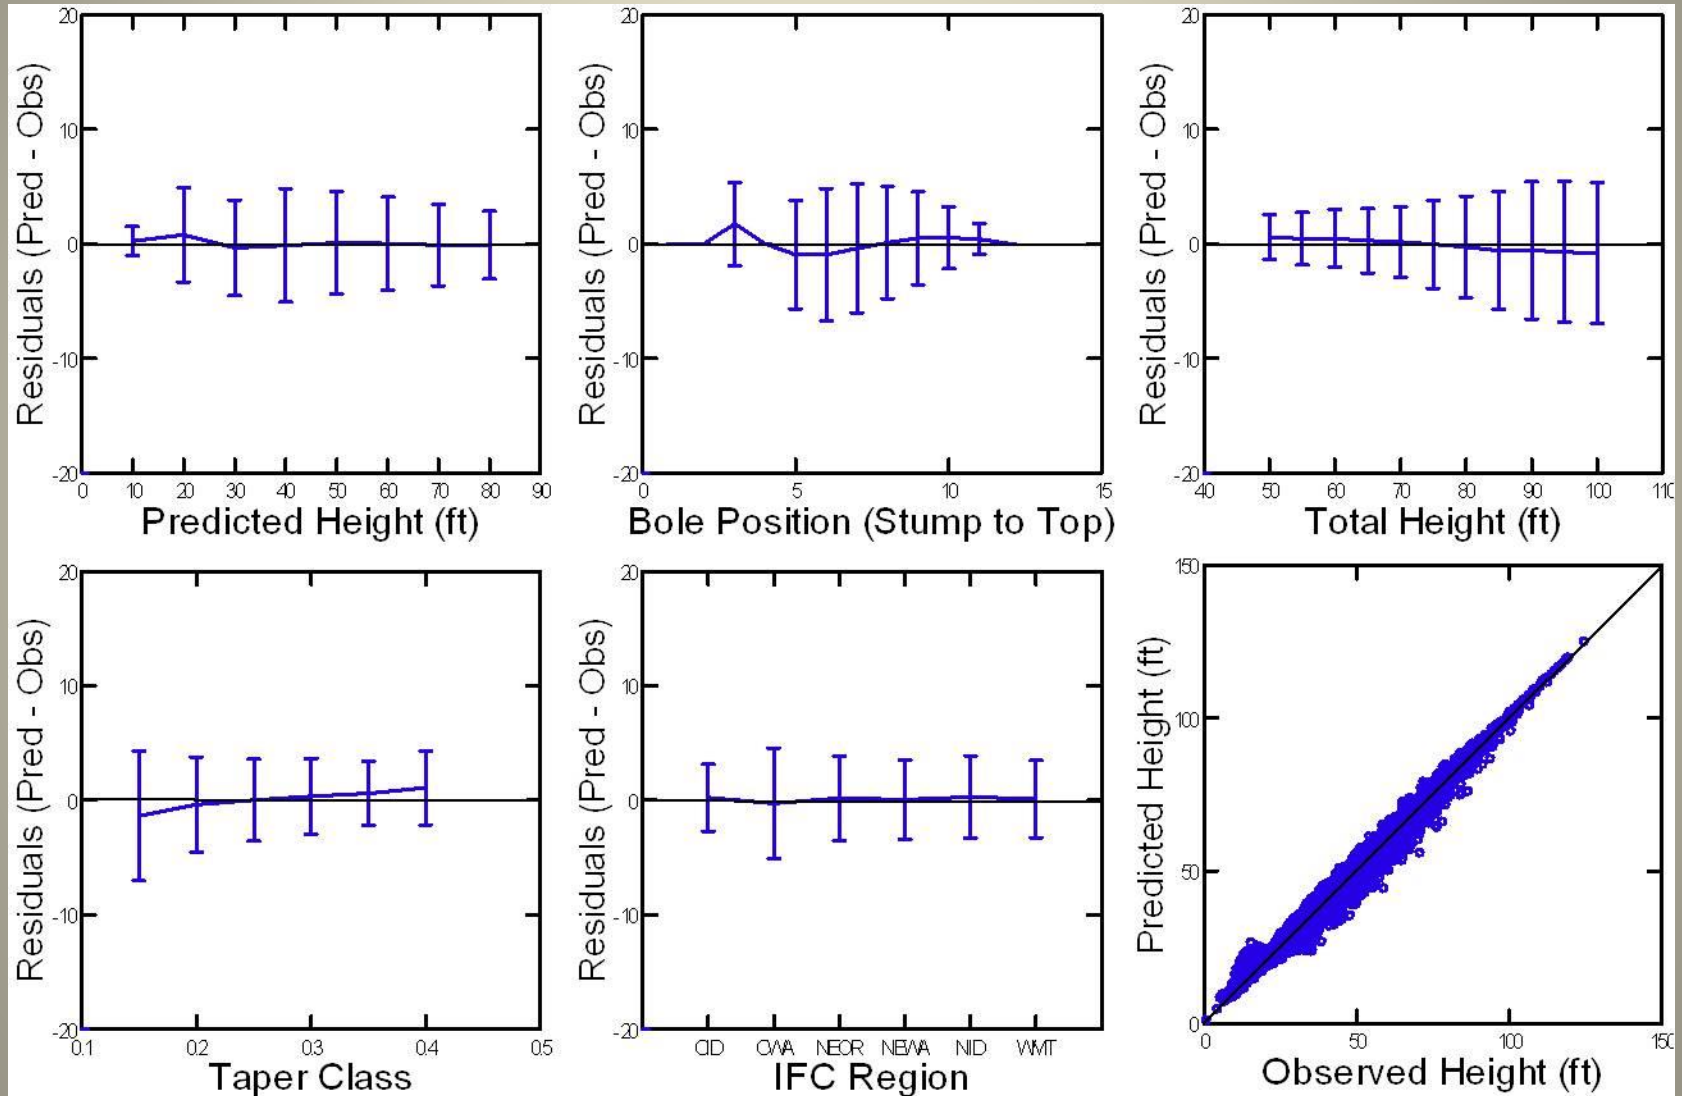 20
10
0
-10
-20
0 10 20 30 40 50 60 70 80 90
Residuals (Pred - Obs)
Predicted Height (ft)
20
10
0
-10
-20
0 5 10 15
Residuals (Pred - Obs)
Bole Position (Stump to Top)
20
10
0
-10
-20
40 50 60 70 80 90 100 110
Residuals (Pred - Obs)
Total Height (ft)
20
10
0
-10
-20
0.1 0.2 0.3 0.4 0.5
Residuals (Pred - Obs)
Taper Class
20
10
0
-10
-20
CID CWA NEOR NEWA NID WMT
Residuals (Pred - Obs)
IFC Region
150
100
50
0
0 50 100 150
Predicted Height (ft)
Observed Height (ft)